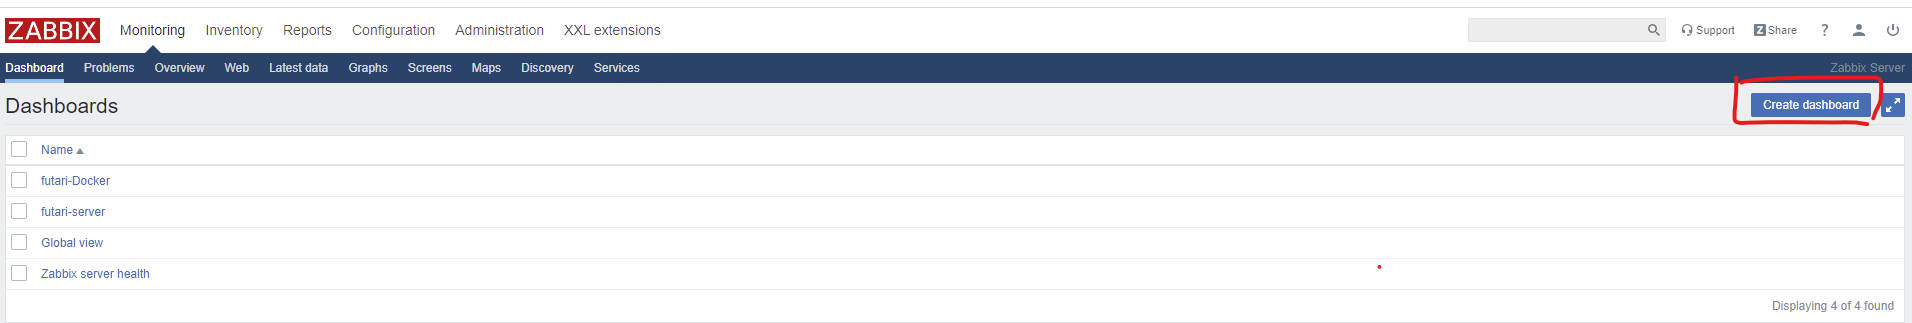 ZABBIX Monitoring Inventory Reports Configuration Administration XXL extensions Support Z Share ?
Dashboard Problems Overview Web Latest data Graphs Screens Maps Discovery Services Zabbix Server
Dashboards Create dashboard
Name
futari-Docker
futari-server
Global view
Zabbix server health
Displaying 4 of 4 found